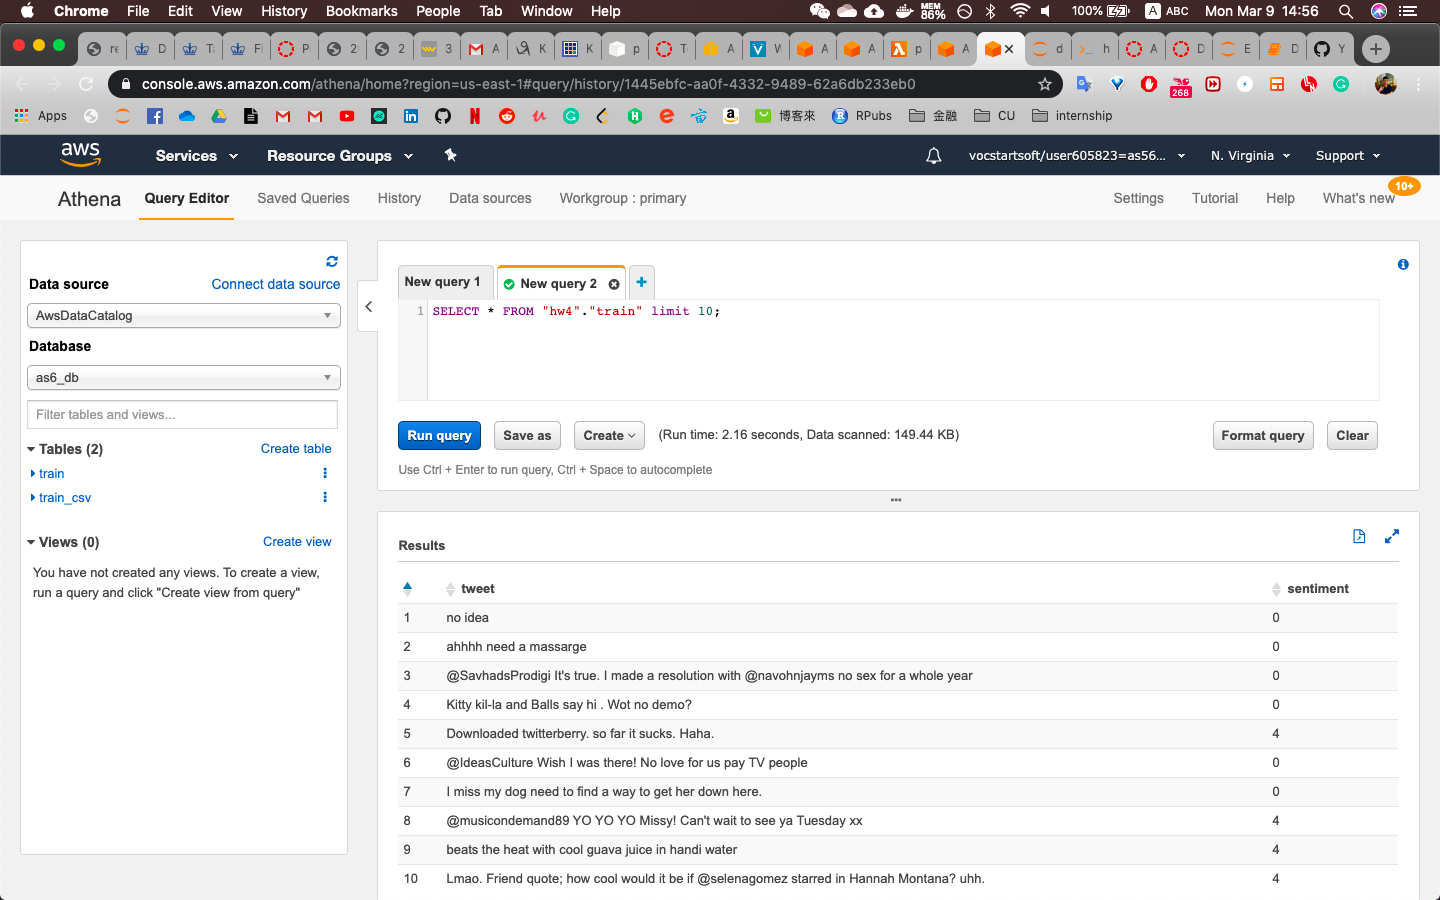 Chrome File Edit View History Bookmarks People Tab Window Help MEM 86% 100% A ABC Mon Mar 9 14:56
re D T Fi P 2 2 3 A K K p T A V A A p A d h A D E D Y
console.aws.amazon.com/athena/home?region=us-east-1#query/history/1445ebfc-aa0f-4332-9489-62a6db233eb0 268
Apps 博客來 RPubs 金融 CU internship
aws Services Resource Groups vocstartsoft/user605823=as56... N. Virginia Support
Athena Query Editor Saved Queries History Data sources Workgroup : primary Settings Tutorial Help What's new 10+
Data source Connect data source
AwsDataCatalog
Database
as6_db
Filter tables and views...
Tables (2) Create table
train
train_csv
Views (0) Create view
You have not created any views. To create a view,
run a query and click "Create view from query"
New query 1 New query 2
1 SELECT * FROM "hw4"."train" limit 10;
Run query Save as Create (Run time: 2.16 seconds, Data scanned: 149.44 KB) Format query Clear
Use Ctrl + Enter to run query, Ctrl + Space to autocomplete
Results
tweet sentiment
1 no idea 0
2 ahhhh need a massarge 0
3 @SavhadsProdigi It's true. I made a resolution with @navohnjayms no sex for a whole year 0
4 Kitty kil-la and Balls say hi . Wot no demo? 0
5 Downloaded twitterberry. so far it sucks. Haha. 4
6 @IdeasCulture Wish I was there! No love for us pay TV people 0
7 I miss my dog need to find a way to get her down here. 0
8 @musicondemand89 YO YO YO Missy! Can't wait to see ya Tuesday xx 4
9 beats the heat with cool guava juice in handi water 4
10 Lmao. Friend quote; how cool would it be if @selenagomez starred in Hannah Montana? uhh. 4